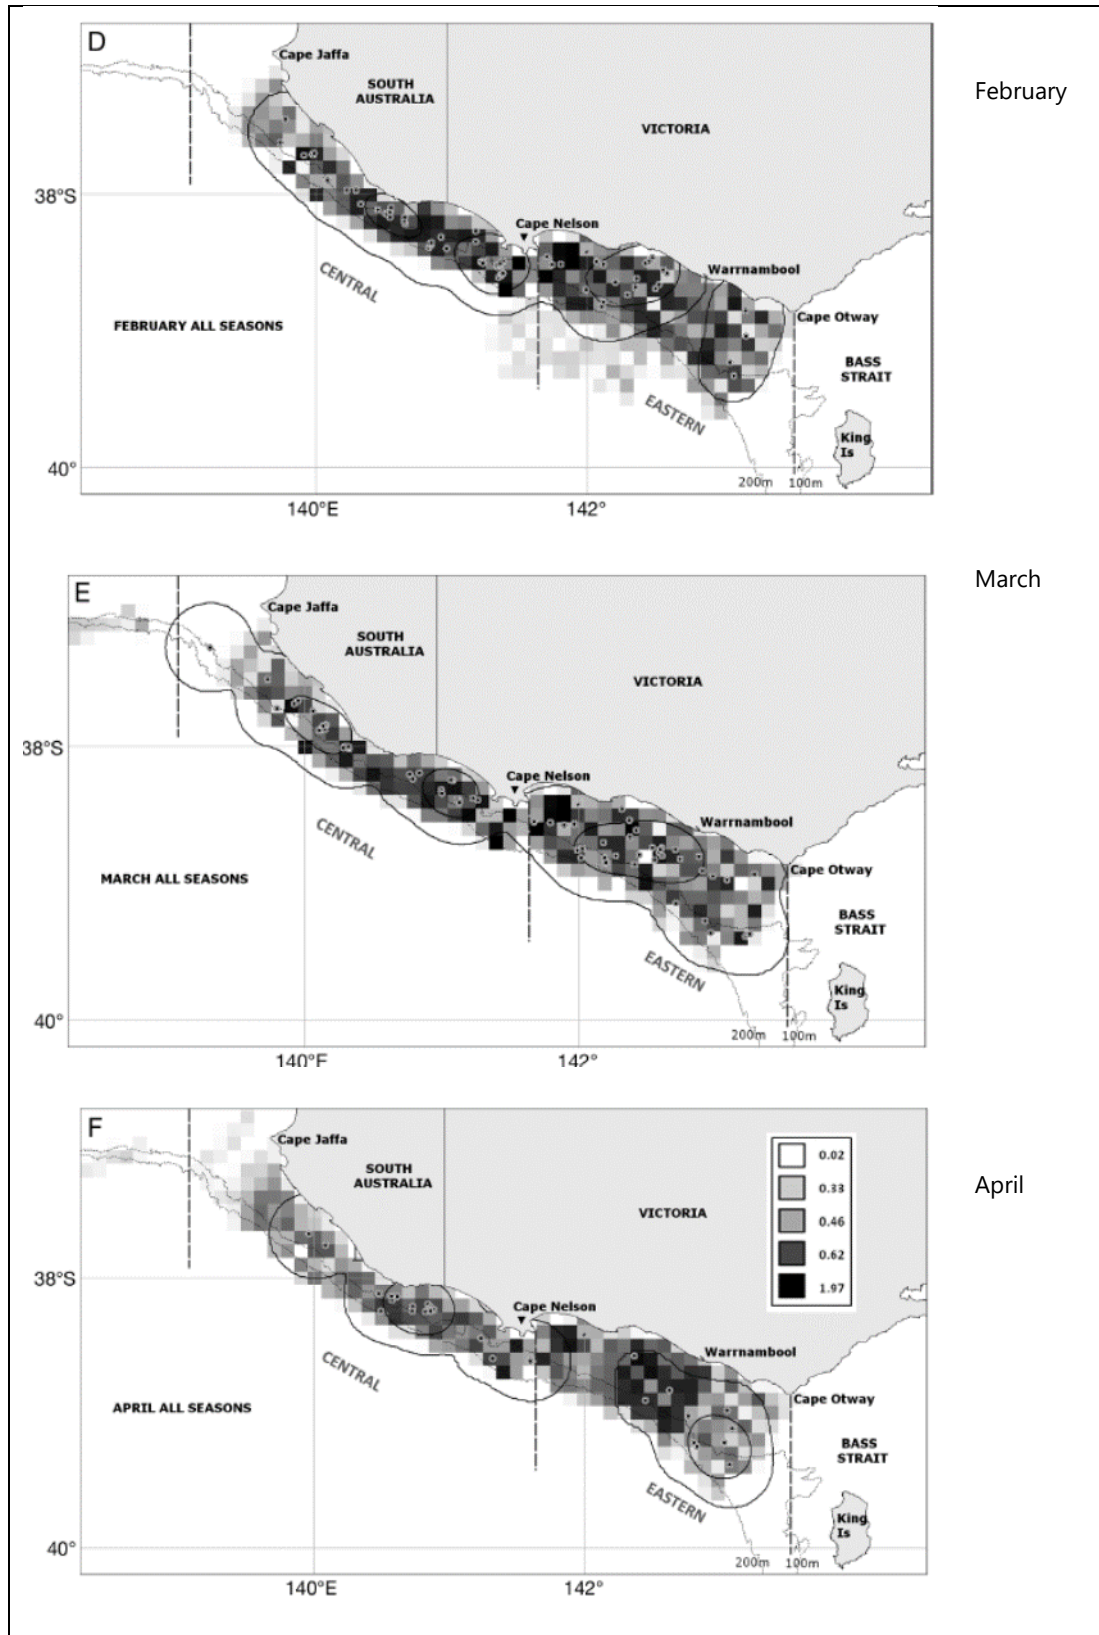 D
Cape Jaffa
SOUTH
AUSTRALIA
VICTORIA
February
38°S
Cape Nelson
Warrnambool
CENTRAL
Cape Otway
FEBRUARY ALL SEASONS
BASS
STRAIT
EASTERN
King
Is
40°
200m 100m
140°E 142°
E
March
Cape Jaffa
SOUTH
AUSTRALIA
VICTORIA
38°S
Cape Nelson
Warrnambool
CENTRAL
Cape Otway
MARCH ALL SEASONS
BASS
STRAIT
EASTERN
King
Is
40°
200m 100m
140°E 142°
F
Cape Jaffa
0.02
SOUTH
AUSTRALIA
0.33
April
VICTORIA
0.46
0.62
38°S
1.97
Cape Nelson
Warrnambool
CENTRAL
Cape Otway
APRIL ALL SEASONS
BASS
STRAIT
EASTERN
King
Is
40°
200m 100m
140°E 142°